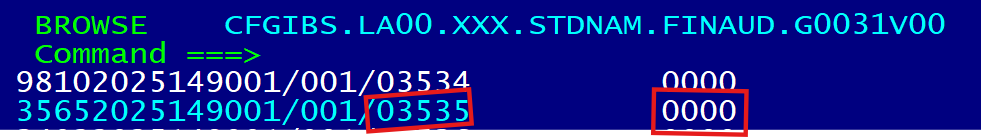 BROWSE CFGIBS.LA00.XXX.STDNAM.FINAUD.G0031V00
Command ===>
98102025149001/001/03534 0000
35652025149001/001/03535 0000